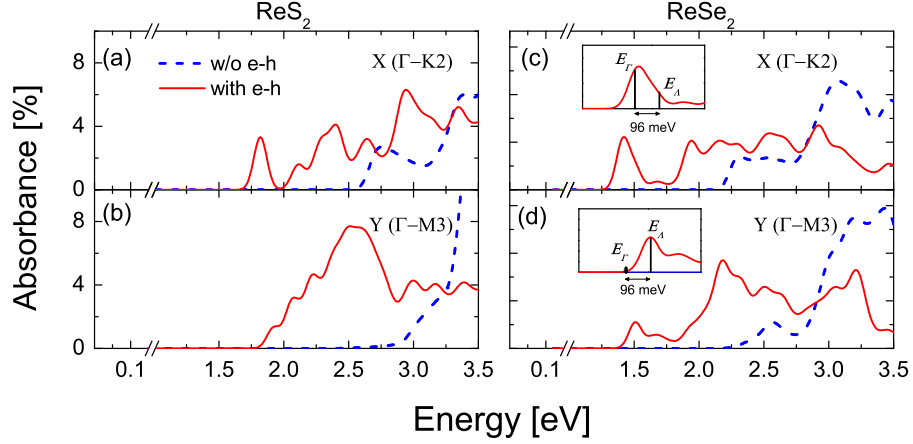 ReS2
ReSe2
(a)
w/o e-h
with e-h
X (Γ–K2)
8
4
0
(c)
X (Γ–K2)
EΓ
EΛ
96 meV
(b)
Y (Γ–M3)
8
4
0
(d)
Y (Γ–M3)
EΓ
EΛ
96 meV
0.1 1.5 2.0 2.5 3.0 3.5
0.1 1.5 2.0 2.5 3.0 3.5
Absorbance [%]
Energy [eV]